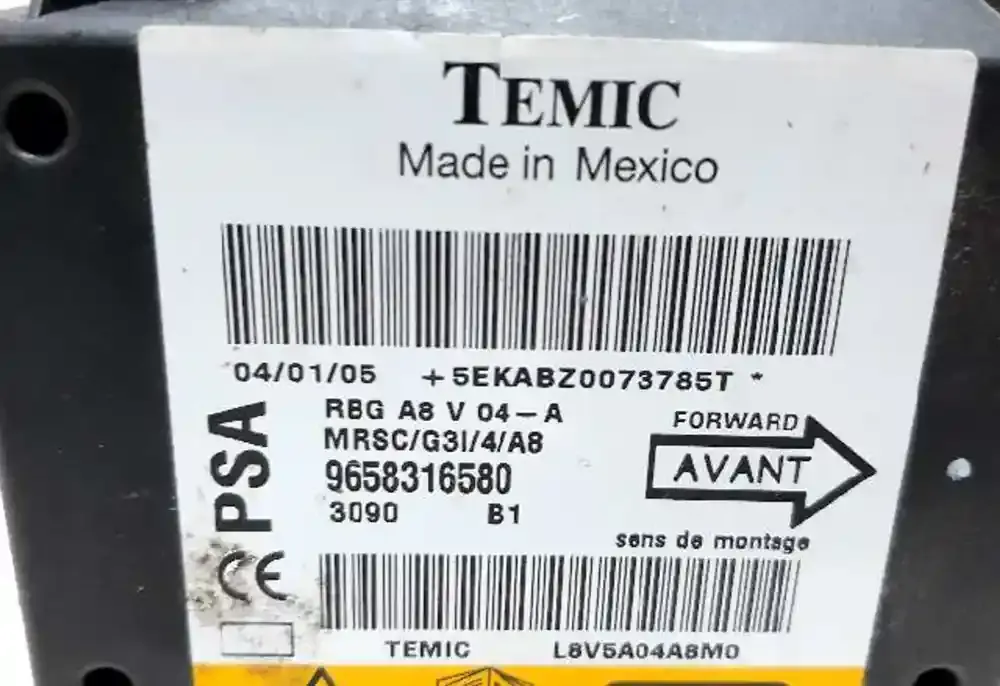 TEMIC
Made in Mexico
04/01/05 +5EKABZ0073785T *
RBG A8 V 04-A
MRSC/G3I/4/A8
9658316580
3090 B1
PSA
CE
FORWARD
AVANT
sens de montage
TEMIC L8V5A04A8M0